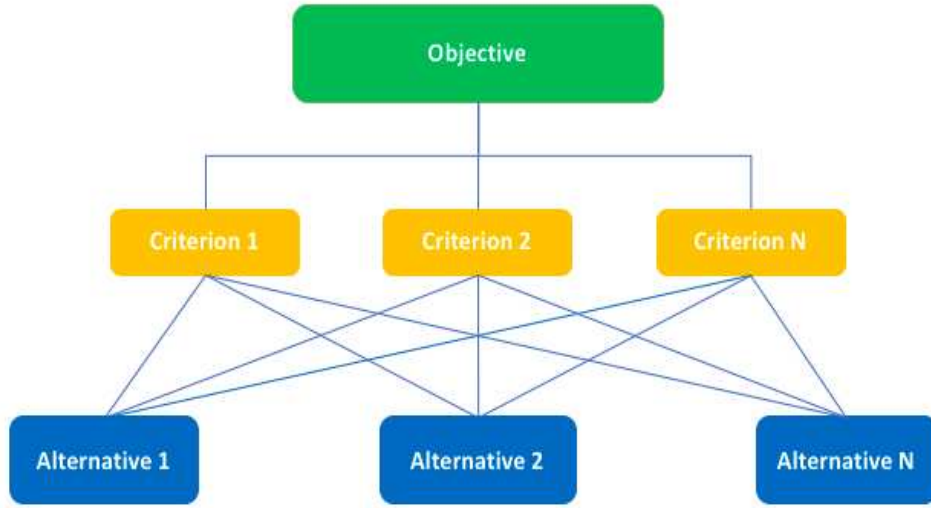 Objective
Criterion 1
Criterion 2
Criterion N
Alternative 1
Alternative 2
Alternative N